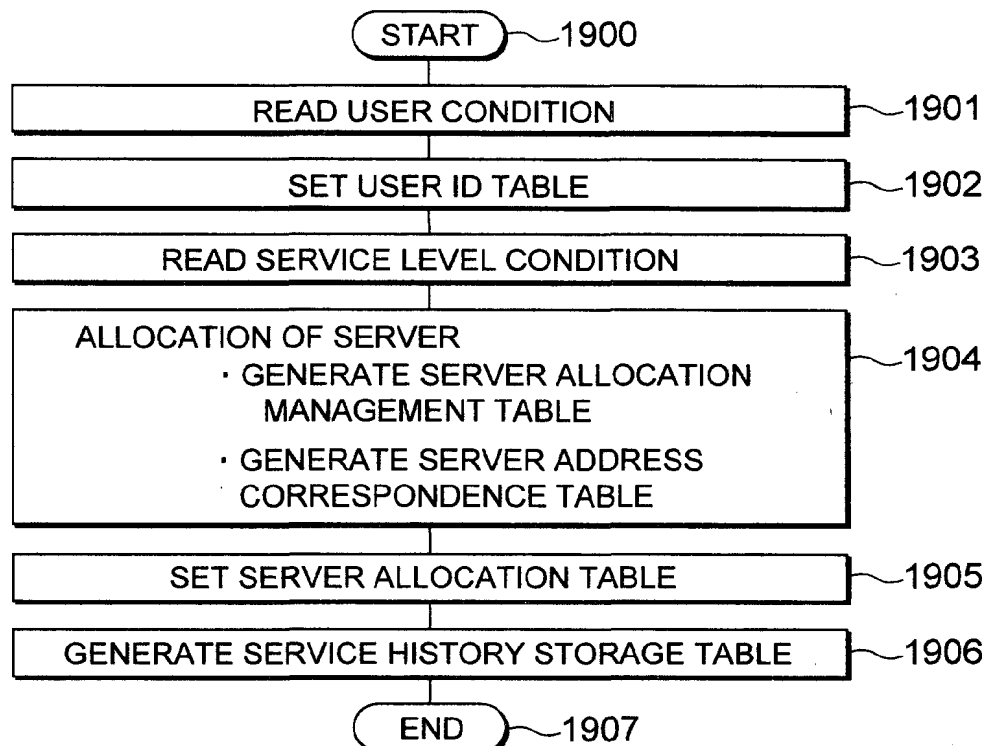 START 1900
READ USER CONDITION 1901
SET USER ID TABLE 1902
READ SERVICE LEVEL CONDITION 1903
ALLOCATION OF SERVER 1904
· GENERATE SERVER ALLOCATION
MANAGEMENT TABLE
· GENERATE SERVER ADDRESS
CORRESPONDENCE TABLE
SET SERVER ALLOCATION TABLE 1905
GENERATE SERVICE HISTORY STORAGE TABLE 1906
END 1907